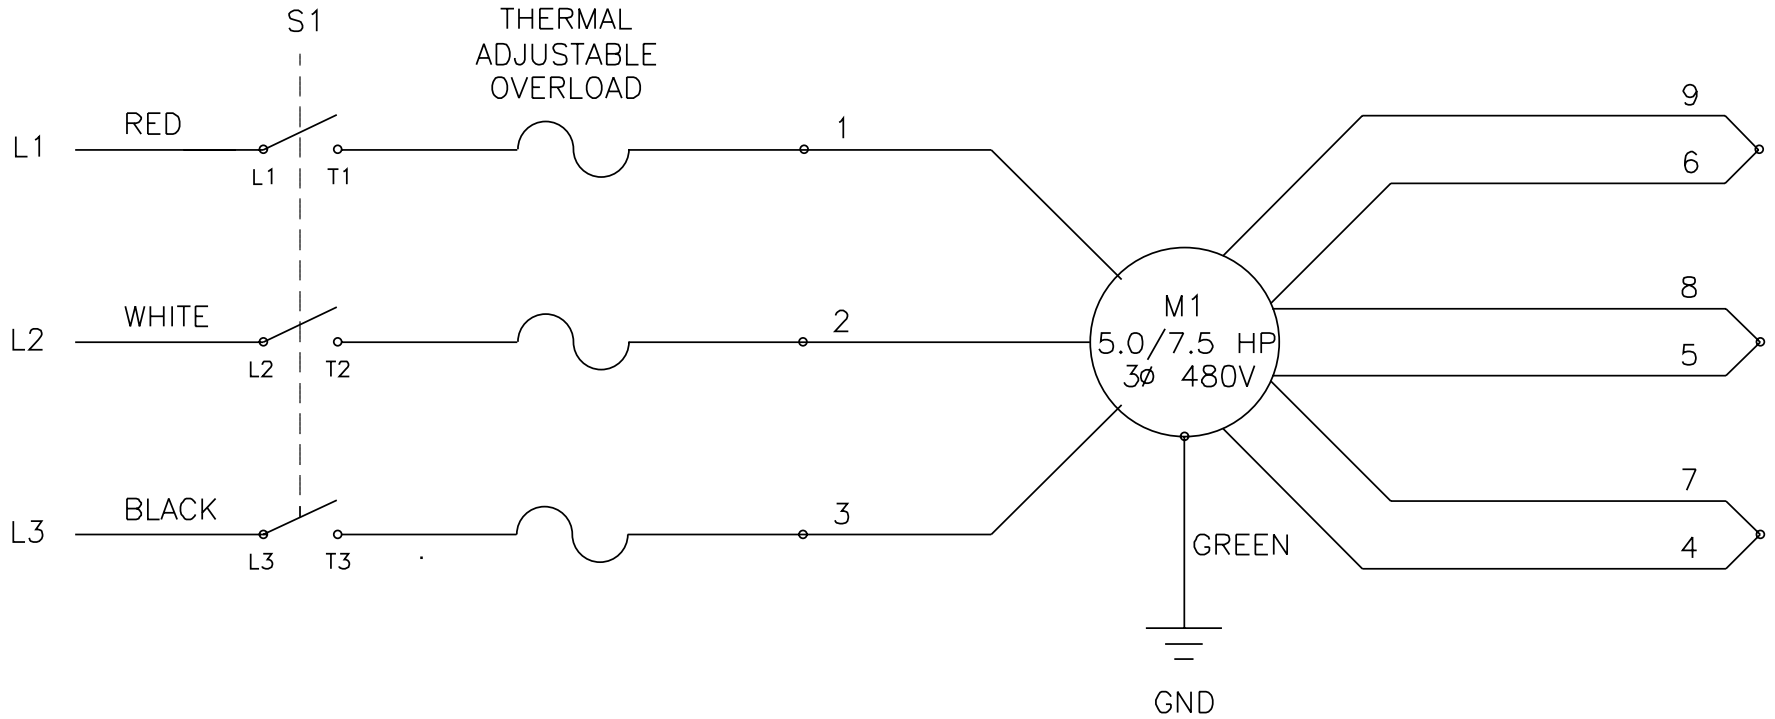 S1
THERMAL
ADJUSTABLE
OVERLOAD
L1
RED
L1
T1
1
9
6
L2
WHITE
L2
T2
2
M1
5.0/7.5 HP
3ø 480V
8
5
L3
BLACK
L3
T3
3
GREEN
7
4
GND